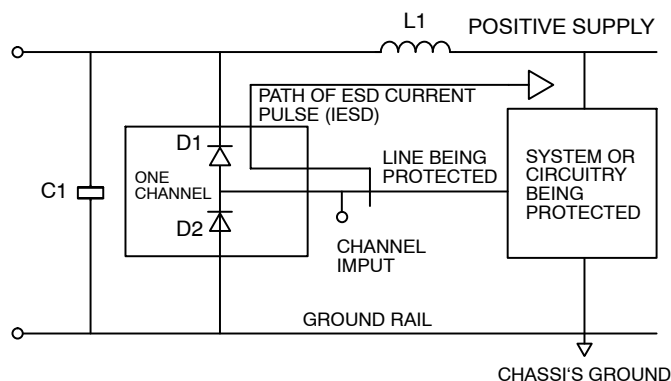 L1
POSITIVE SUPPLY
PATH OF ESD CURRENT
PULSE (IESD)
D1
ONE
CHANNEL
D2
C1
LINE BEING
PROTECTED
SYSTEM OR
CIRCUITRY
BEING
PROTECTED
CHANNEL
IMPUT
GROUND RAIL
CHASSI'S GROUND